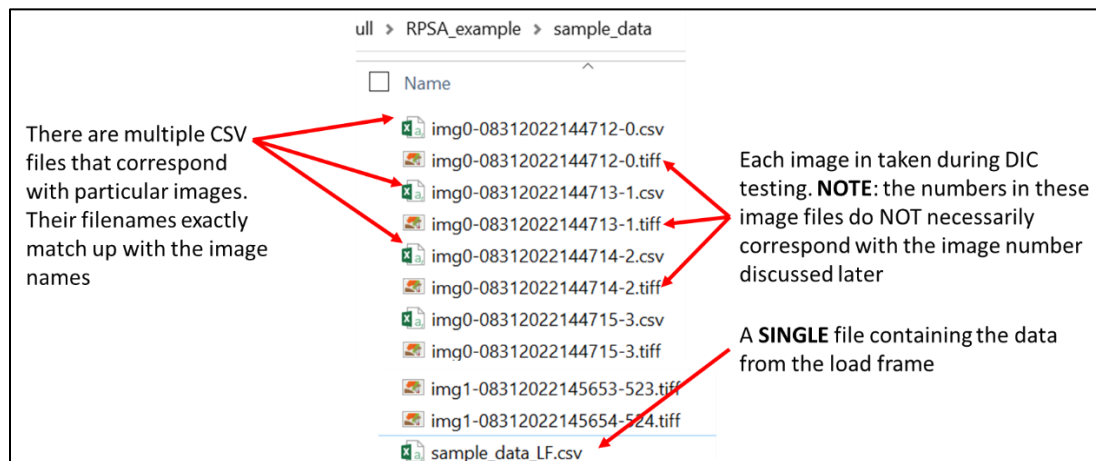 ull > RPSA_example > sample_data
Name
There are multiple CSV
files that correspond
with particular images.
Their filenames exactly
match up with the image
names
img0-08312022144712-0.csv
img0-08312022144712-0.tiff
img0-08312022144713-1.csv
img0-08312022144713-1.tiff
img0-08312022144714-2.csv
img0-08312022144714-2.tiff
img0-08312022144715-3.csv
img0-08312022144715-3.tiff
img1-08312022145653-523.tiff
img1-08312022145654-524.tiff
sample_data_LF.csv
Each image in taken during DIC
testing. NOTE: the numbers in these
image files do NOT necessarily
correspond with the image number
discussed later
A SINGLE file containing the data
from the load frame